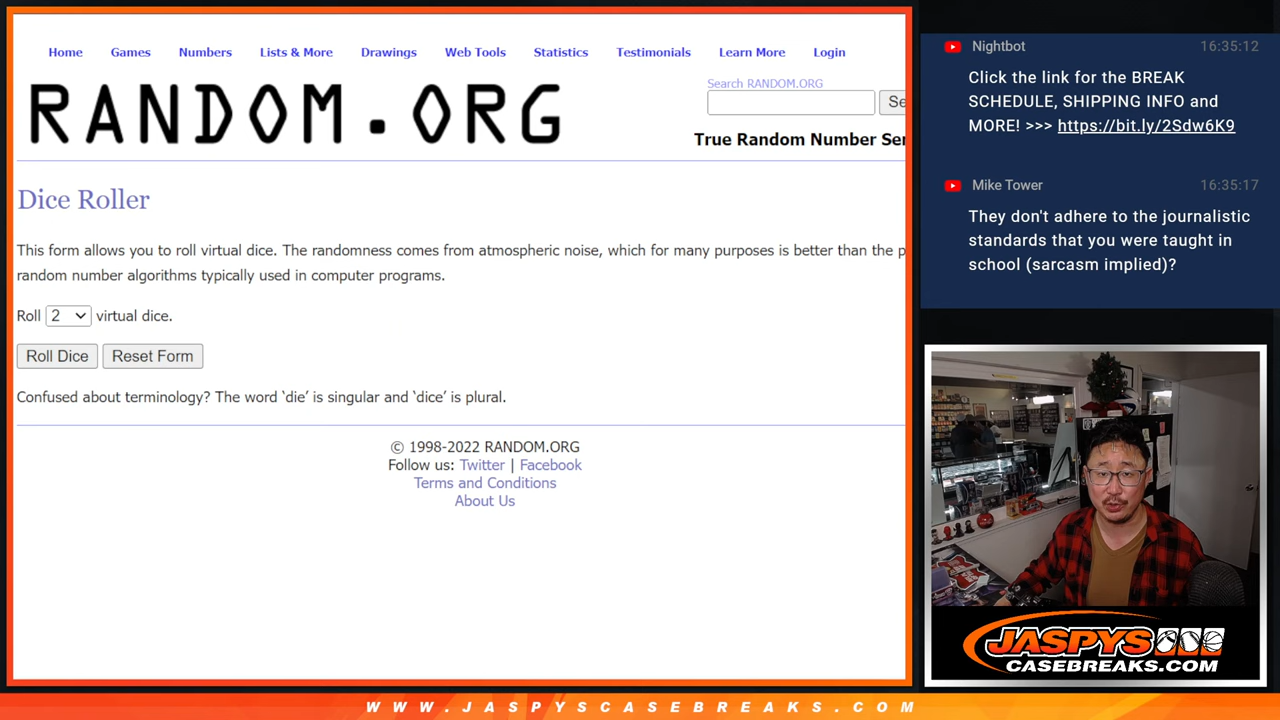 Home Games Numbers Lists & More Drawings Web Tools Statistics Testimonials Learn More Login
RANDOM.ORG
Search RANDOM.ORG
Se
True Random Number Ser
Dice Roller
This form allows you to roll virtual dice. The randomness comes from atmospheric noise, which for many purposes is better than the p
random number algorithms typically used in computer programs.
Roll 2 virtual dice.
Roll Dice Reset Form
Confused about terminology? The word ‘die’ is singular and ‘dice’ is plural.
© 1998-2022 RANDOM.ORG
Follow us: Twitter | Facebook
Terms and Conditions
About Us
Nightbot 16:35:12
Click the link for the BREAK
SCHEDULE, SHIPPING INFO and
MORE! >>> https://bit.ly/2Sdw6K9
Mike Tower 16:35:17
They don't adhere to the journalistic
standards that you were taught in
school (sarcasm implied)?
JASPYS
CASEBREAKS.COM
WWW.JASPYSCASEBREAKS.COM